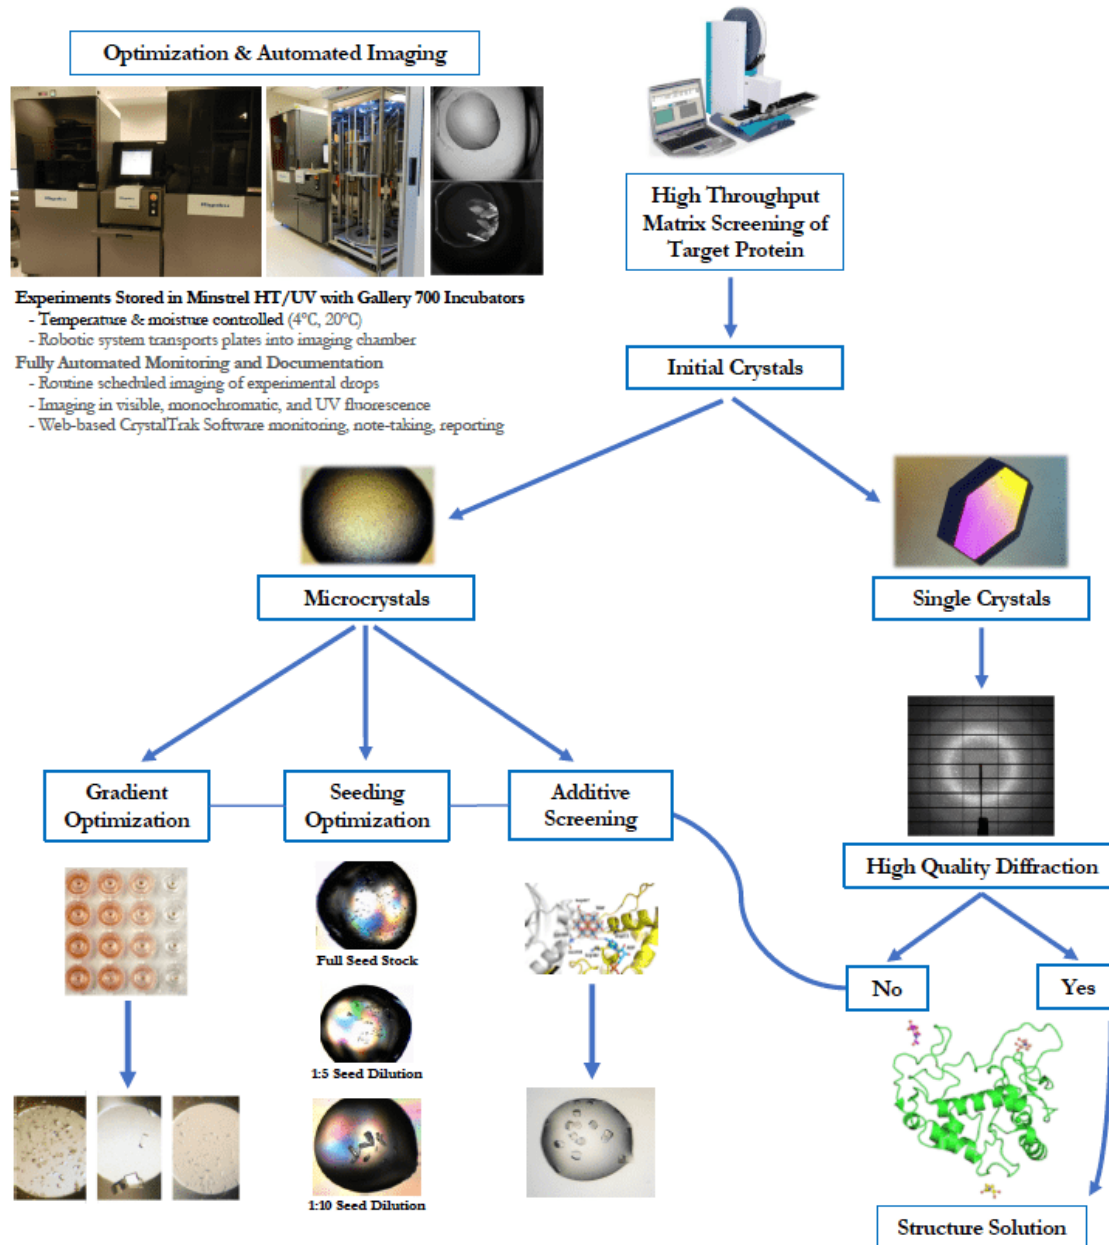 Optimization & Automated Imaging
Experiments Stored in Minstrel HT/UV with Gallery 700 Incubators
- Temperature & moisture controlled (4°C, 20°C)
- Robotic system transports plates into imaging chamber
Fully Automated Monitoring and Documentation
- Routine scheduled imaging of experimental drops
- Imaging in visible, monochromatic, and UV fluorescence
- Web-based CrystalTrak Software monitoring, note-taking, reporting
High Throughput
Matrix Screening of
Target Protein
Initial Crystals
Microcrystals
Single Crystals
Gradient
Optimization
Seeding
Optimization
Additive
Screening
High Quality Diffraction
No
Yes
Full Seed Stock
1:5 Seed Dilution
1:10 Seed Dilution
Structure Solution